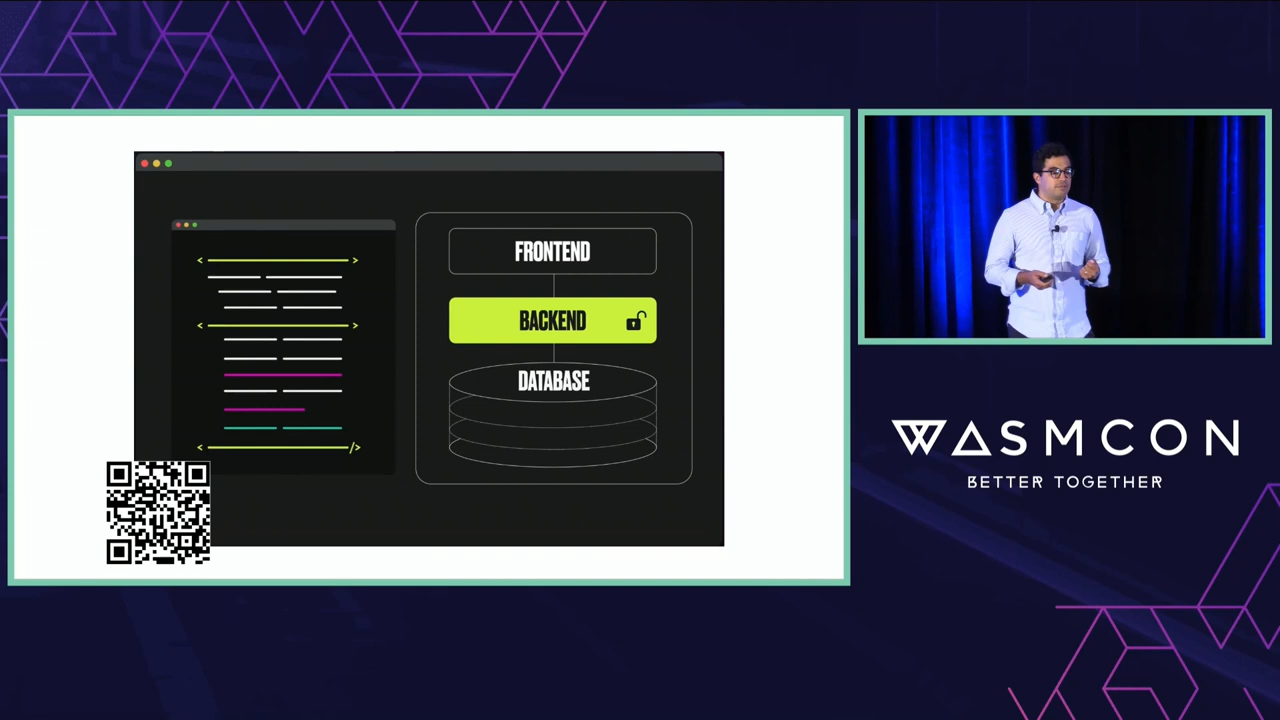 FRONTEND
BACKEND
DATABASE
WASMCON
BETTER TOGETHER